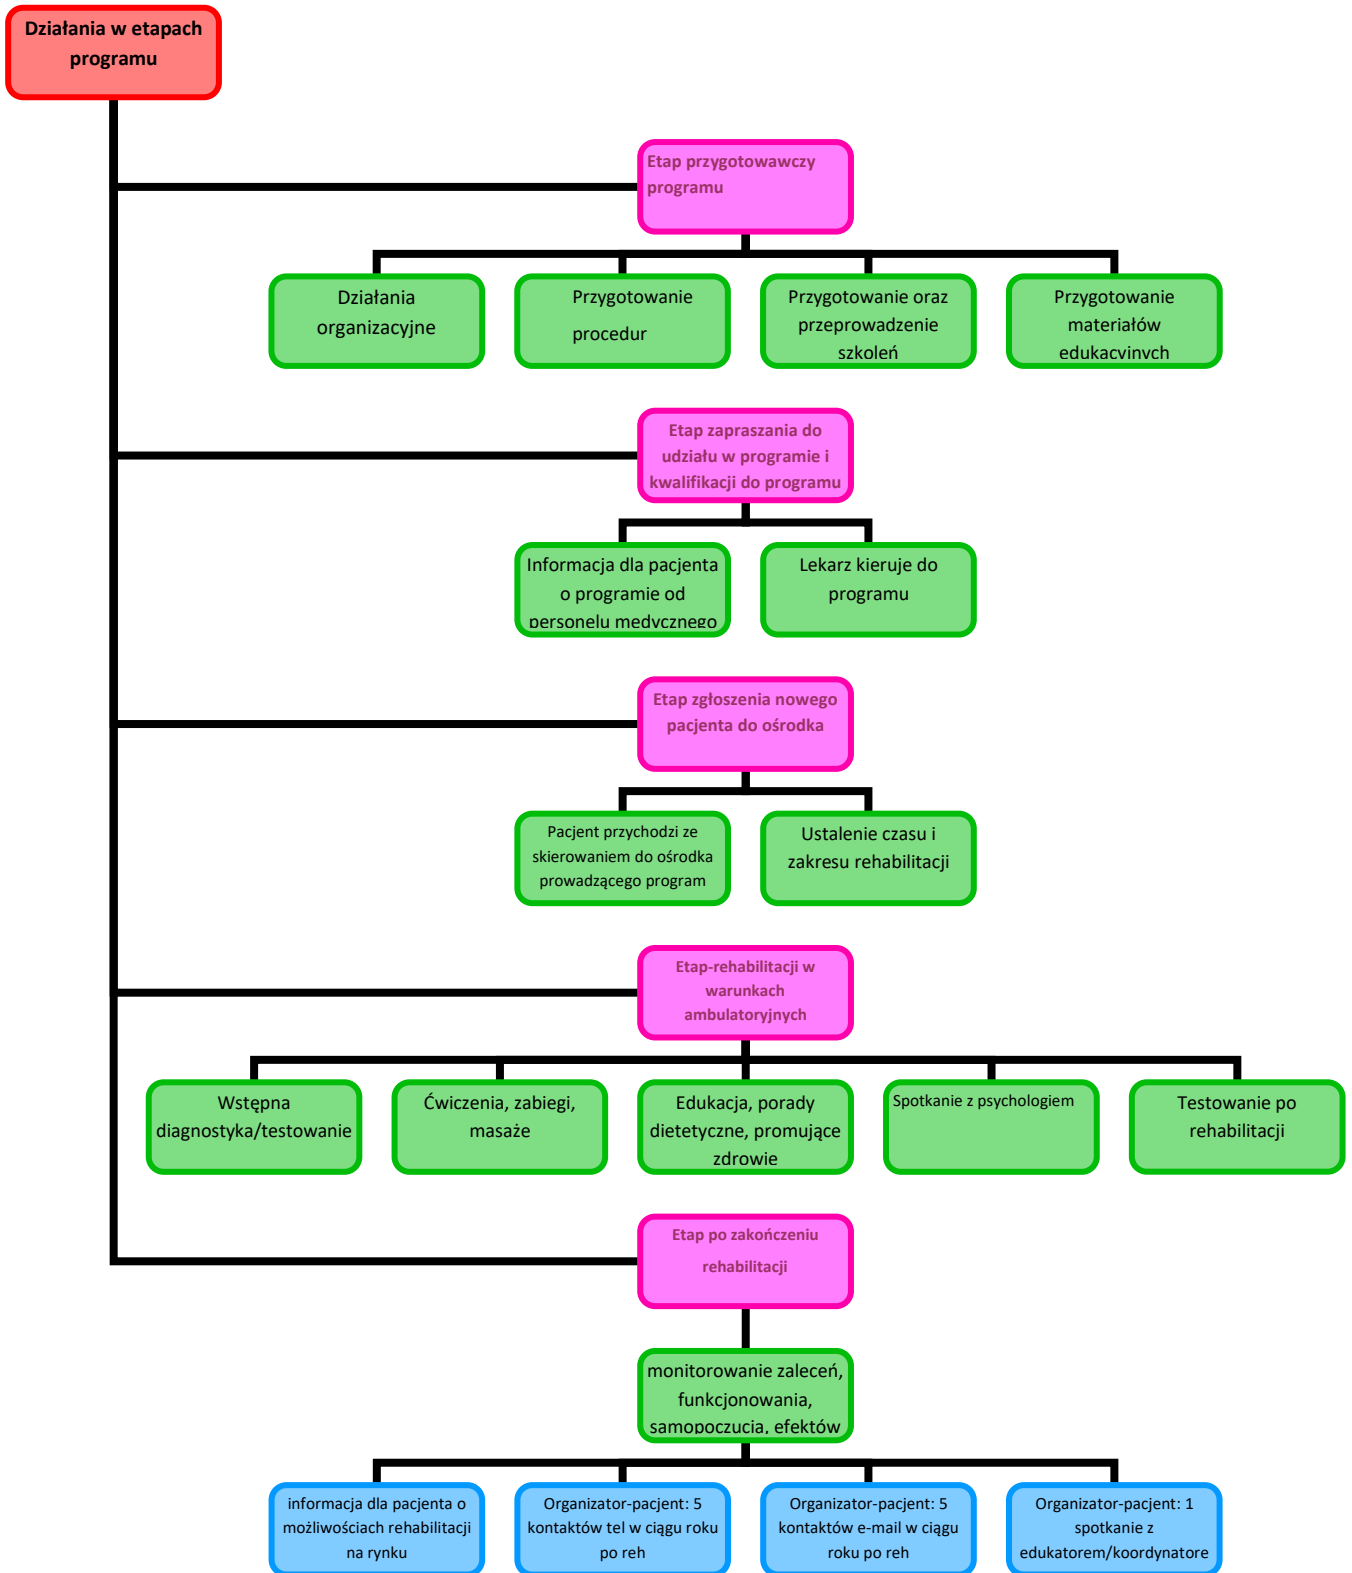 Działania w etapach
programu
Etap przygotowawczy
programu
Działania
organizacyjne
Przygotowanie
procedur
Przygotowanie oraz
przeprowadzenie
szkoleń
Przygotowanie
materiałów
edukacyjnych
Etap zapraszania do
udziału w programie i
kwalifikacji do programu
Informacja dla pacjenta
o programie od
personelu medycznego
Lekarz kieruje do
programu
Etap zgłoszenia nowego
pacjenta do ośrodka
Pacjent przychodzi ze
skierowaniem do ośrodka
prowadzącego program
Ustalenie czasu i
zakresu rehabilitacji
Etap-rehabilitacji w
warunkach
ambulatoryjnych
Wstępna
diagnostyka/testowanie
Ćwiczenia, zabiegi,
masaże
Edukacja, porady
dietetyczne, promujące
zdrowie
Spotkanie z psychologiem
Testowanie po
rehabilitacji
Etap po zakończeniu
rehabilitacji
monitorowanie zaleceń,
funkcjonowania,
samopoczucia, efektów
informacja dla pacjenta o
możliwościach rehabilitacji
na rynku
Organizator-pacjent: 5
kontaktów tel w ciągu roku
po reh
Organizator-pacjent: 5
kontaktów e-mail w ciągu
roku po reh
Organizator-pacjent: 1
spotkanie z
edukatorem/koordynatore